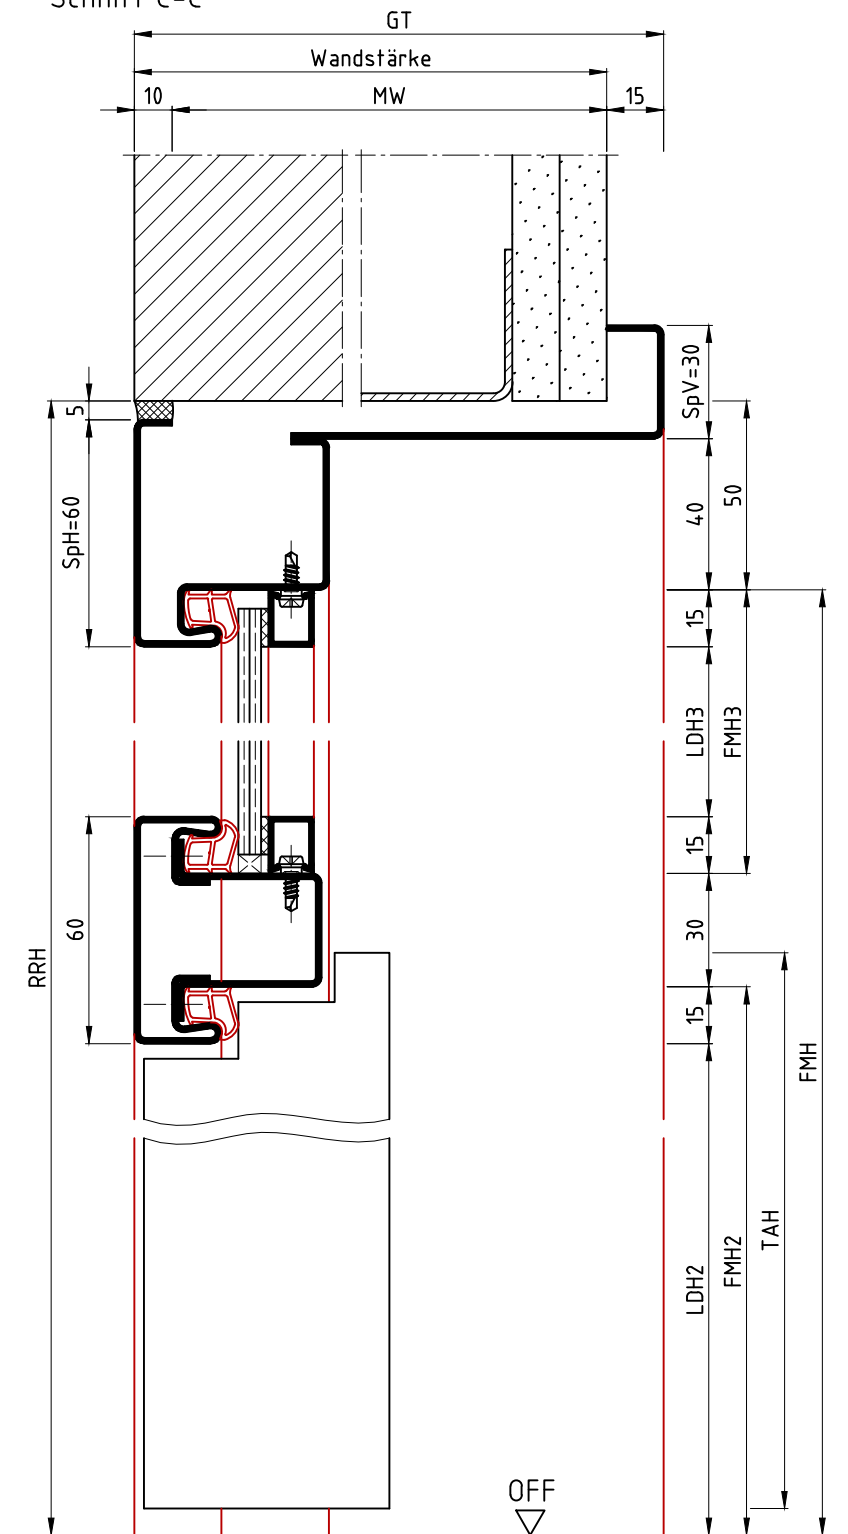 Schnitt C-C
GT
Wandstärke
10
MW
15
SpV=30
5
SpH=60
40
50
15
LDH3
FMH3
15
60
30
RRH
15
FMH
TAH
FMH2
LDH2
OFF